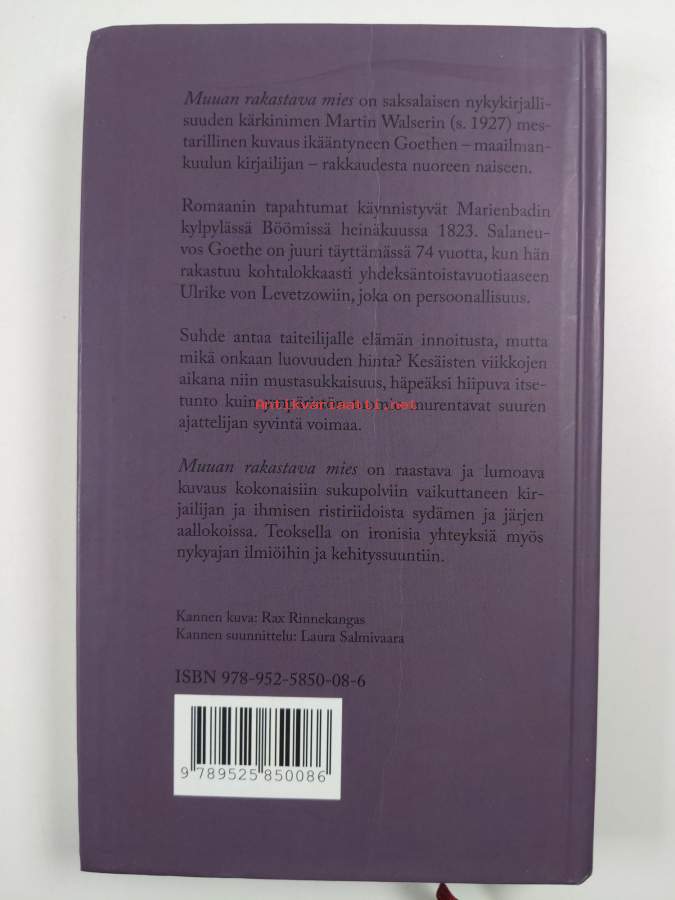 Muuan rakastava mies on saksalaisen nykykirjalli-
suuden kärkinimen Martin Walserin (s. 1927) mes-
tarillinen kuvaus ikääntyneen Goethen – maailman-
kuulun kirjailijan – rakkaudesta nuoreen naiseen.
Romaanin tapahtumat käynnistyvät Marienbadin
kylpylässä Böömissä heinäkuussa 1823. Salaneu-
vos Goethe on juuri täyttämässä 74 vuotta, kun hän
rakastuu kohtalokkaasti yhdeksäntoistavuotiaaseen
Ulrike von Levetzowiin, joka on persoonallisuus.
Suhde antaa taiteilijalle elämän innoitusta, mutta
mikä onkaan luovuuden hinta? Kesäisten viikkojen
aikana niin mustasukkaisuus, häpeäksi hiipuva itse-
tunto kuin murentavat suuren
Antikvariaatti.net
ajattelijan syvintä voimaa.
Muuan rakastava mies on raastava ja lumoava
kuvaus kokonaisiin sukupolviin vaikuttaneen kir-
jailijan ja ihmisen ristiriidoista sydämen ja järjen
aallokoissa. Teoksella on ironisia yhteyksiä myös
nykyajan ilmiöihin ja kehityssuuntiin.
Kannen kuva: Rax Rinnekangas
Kannen suunnittelu: Laura Salmivaara
ISBN 978-952-5850-08-6
9 789525 850086